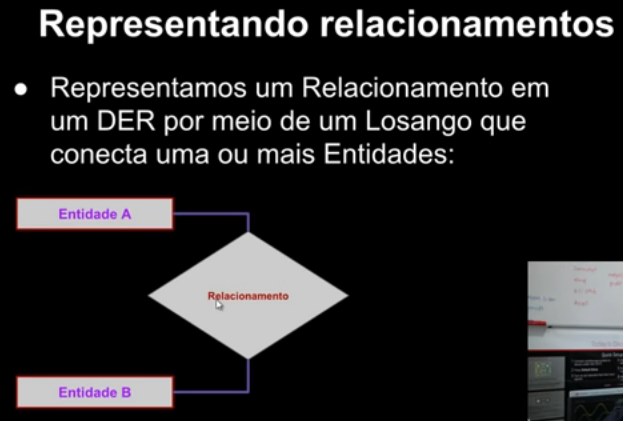 Representando relacionamentos
● Representamos um Relacionamento em
um DER por meio de um Losango que
conecta uma ou mais Entidades:
Entidade A
Relacionamento
Entidade B